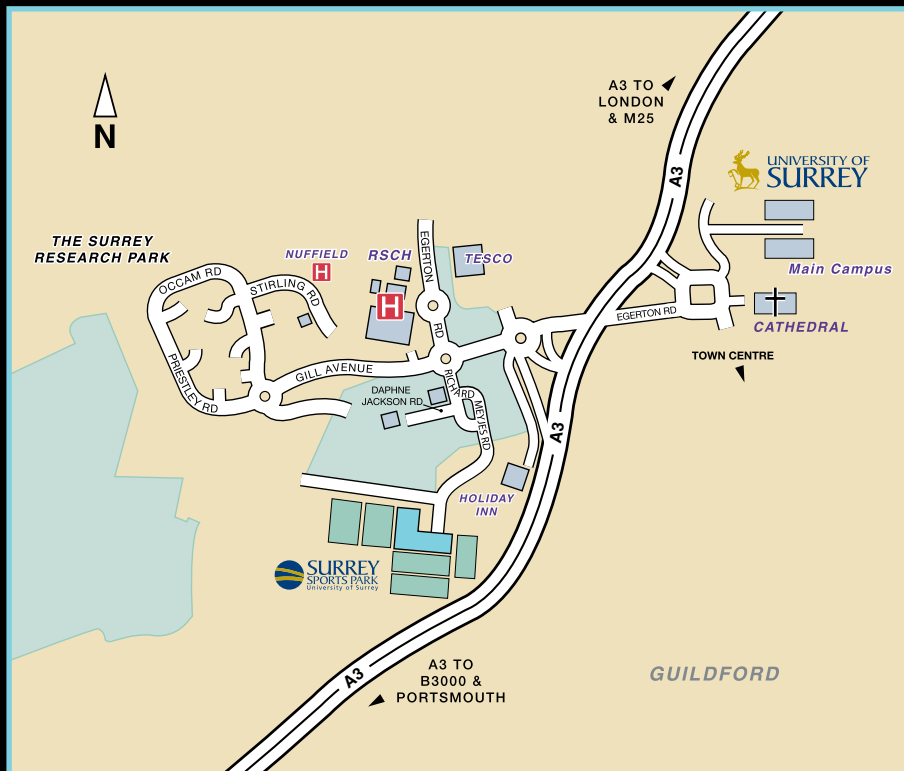 A3 TO
LONDON
& M25
N
A3
UNIVERSITY OF
SURREY
THE SURREY
RESEARCH PARK
NUFFIELD
H
RSCH
H
EGERTON
RD
TESCO
Main Campus
OCCAM RD
STIRLING RD
EGERTON RD
CATHEDRAL
TOWN CENTRE
PRIESTLEY RD
GILL AVENUE
DAPHNE
JACKSON RD
RICHARD
MEYJES RD
A3
HOLIDAY
INN
SURREY
SPORTS PARK
University of Surrey
A3
A3 TO
B3000 &
PORTSMOUTH
GUILDFORD